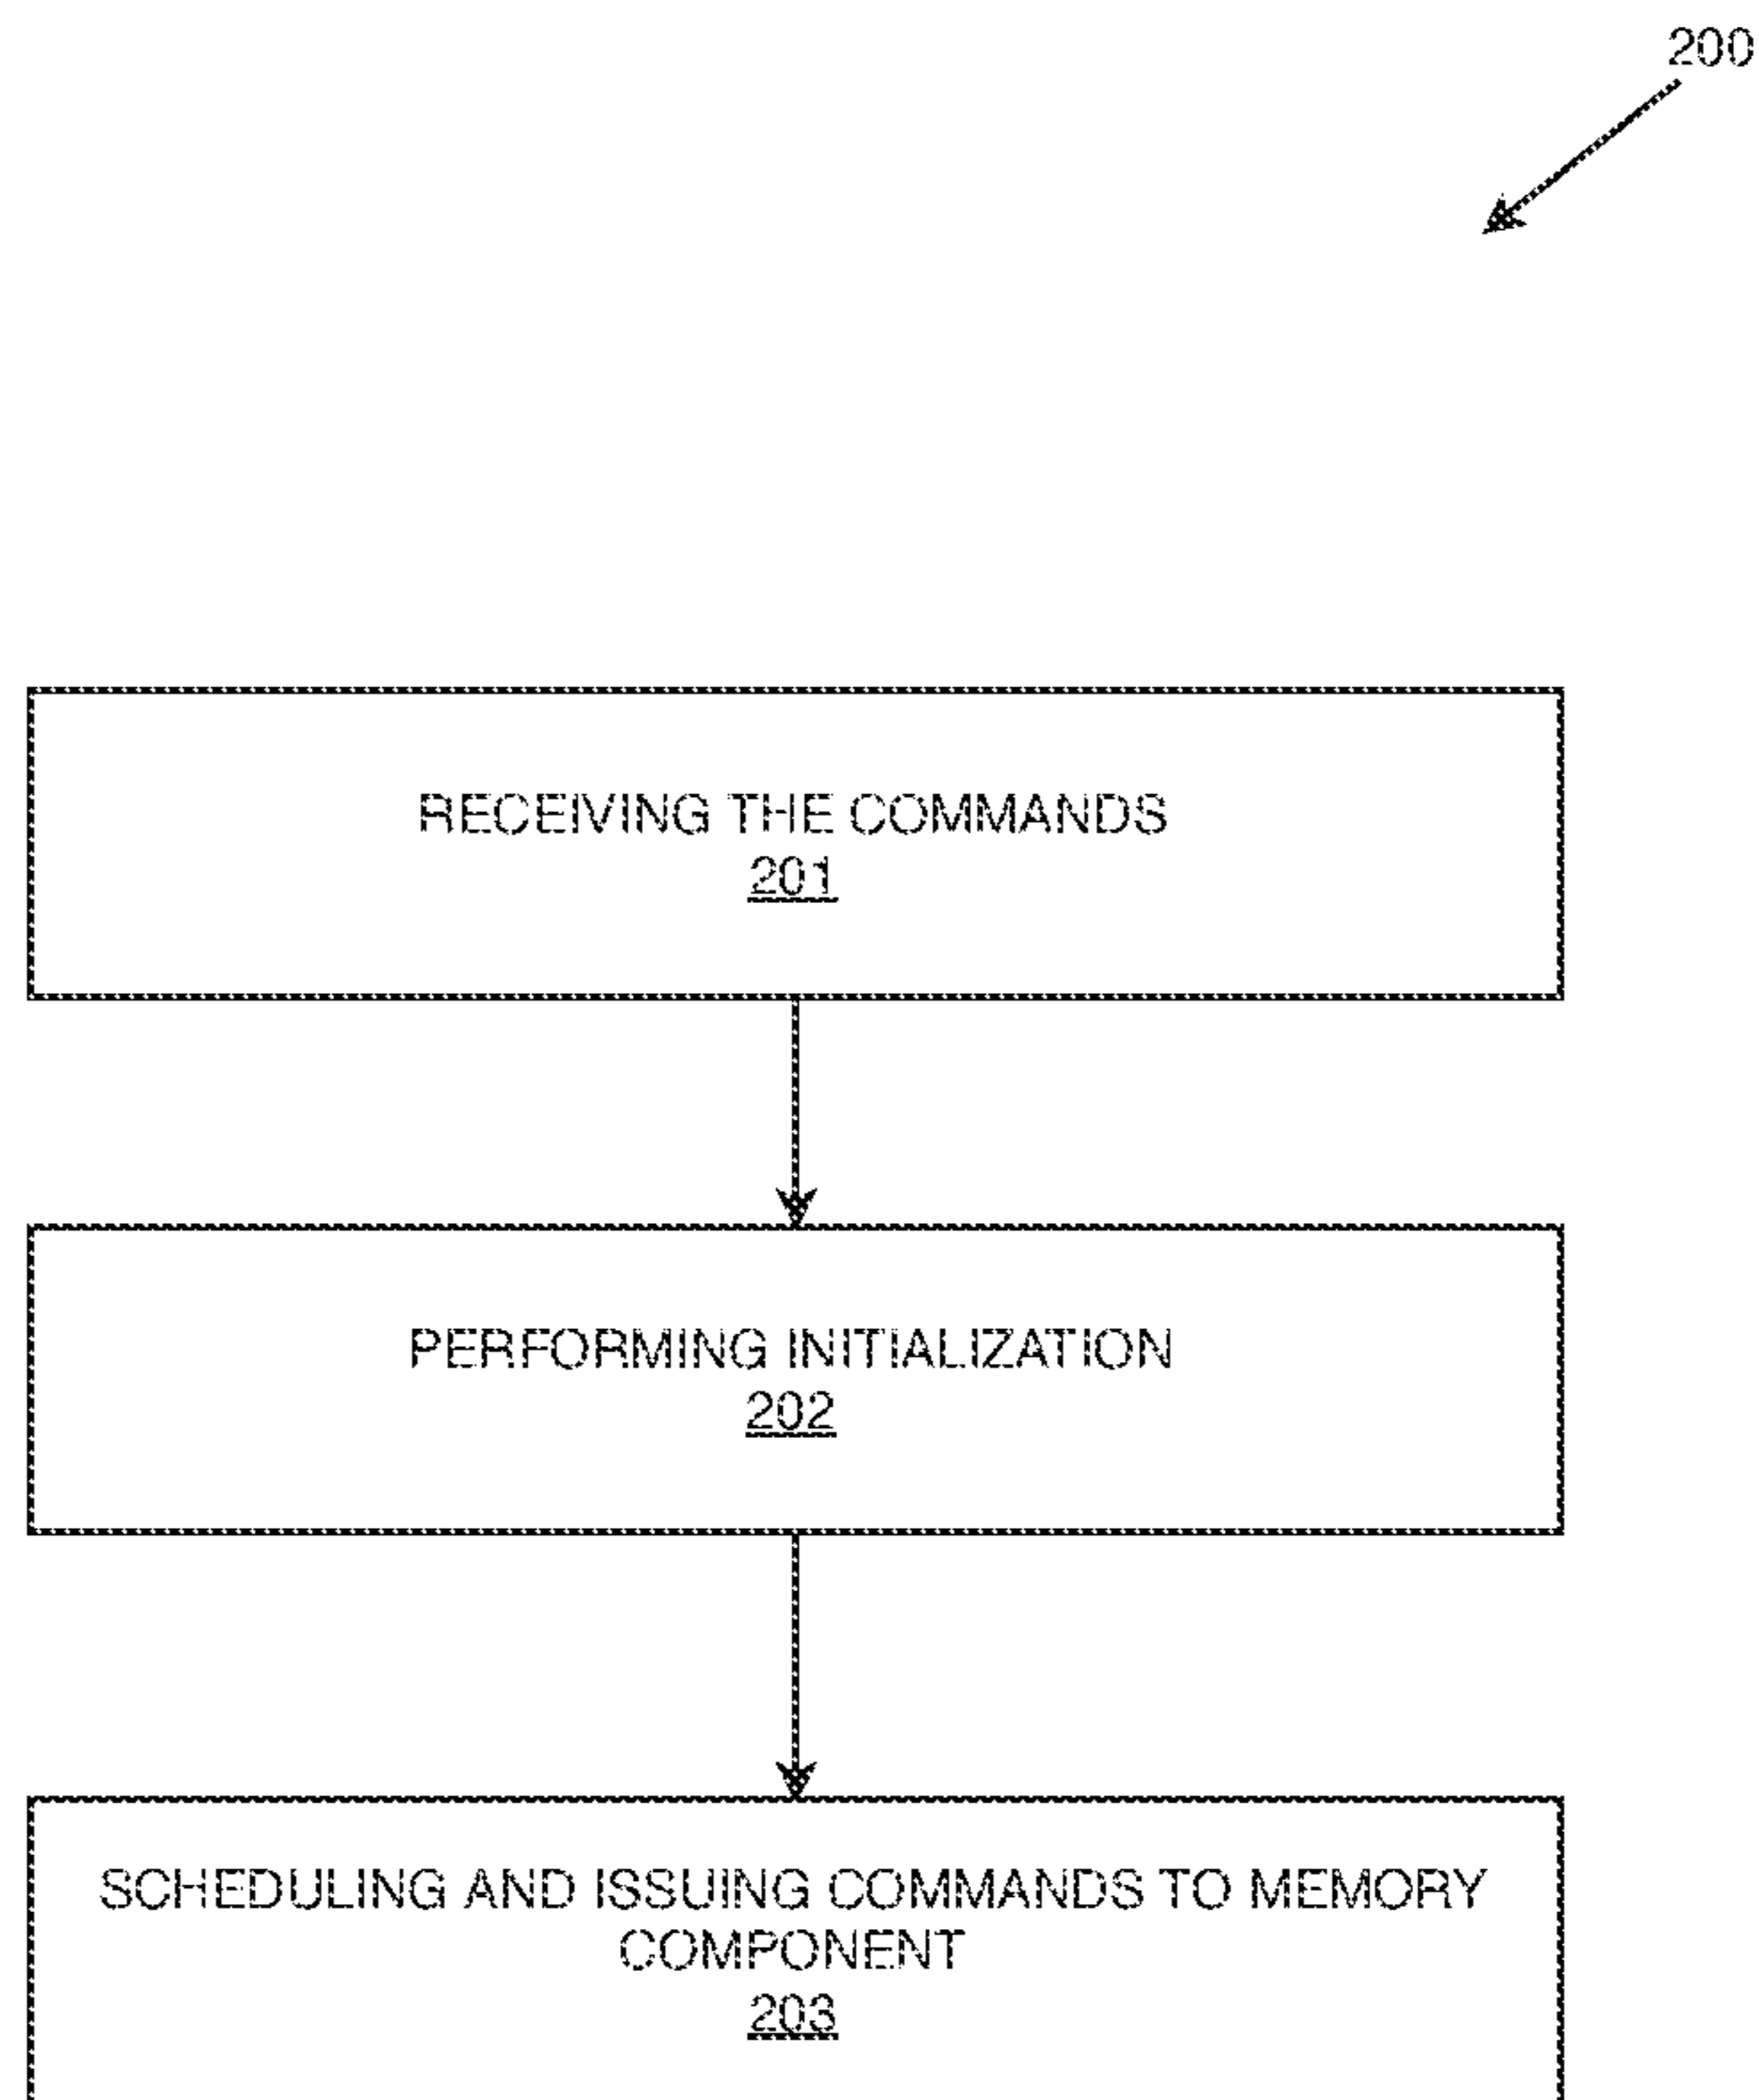 200
RECEIVING THE COMMANDS
201
PERFORMING INITIALIZATION
202
SCHEDULING AND ISSUING COMMANDS TO MEMORY
COMPONENT
203